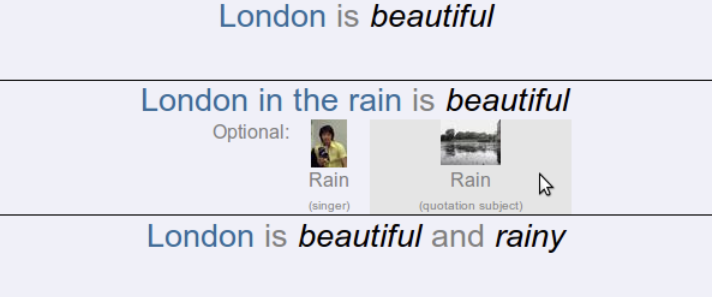 London is beautiful
London in the rain is beautiful
Optional:
Rain Rain
(singer) (quotation subject)
London is beautiful and rainy